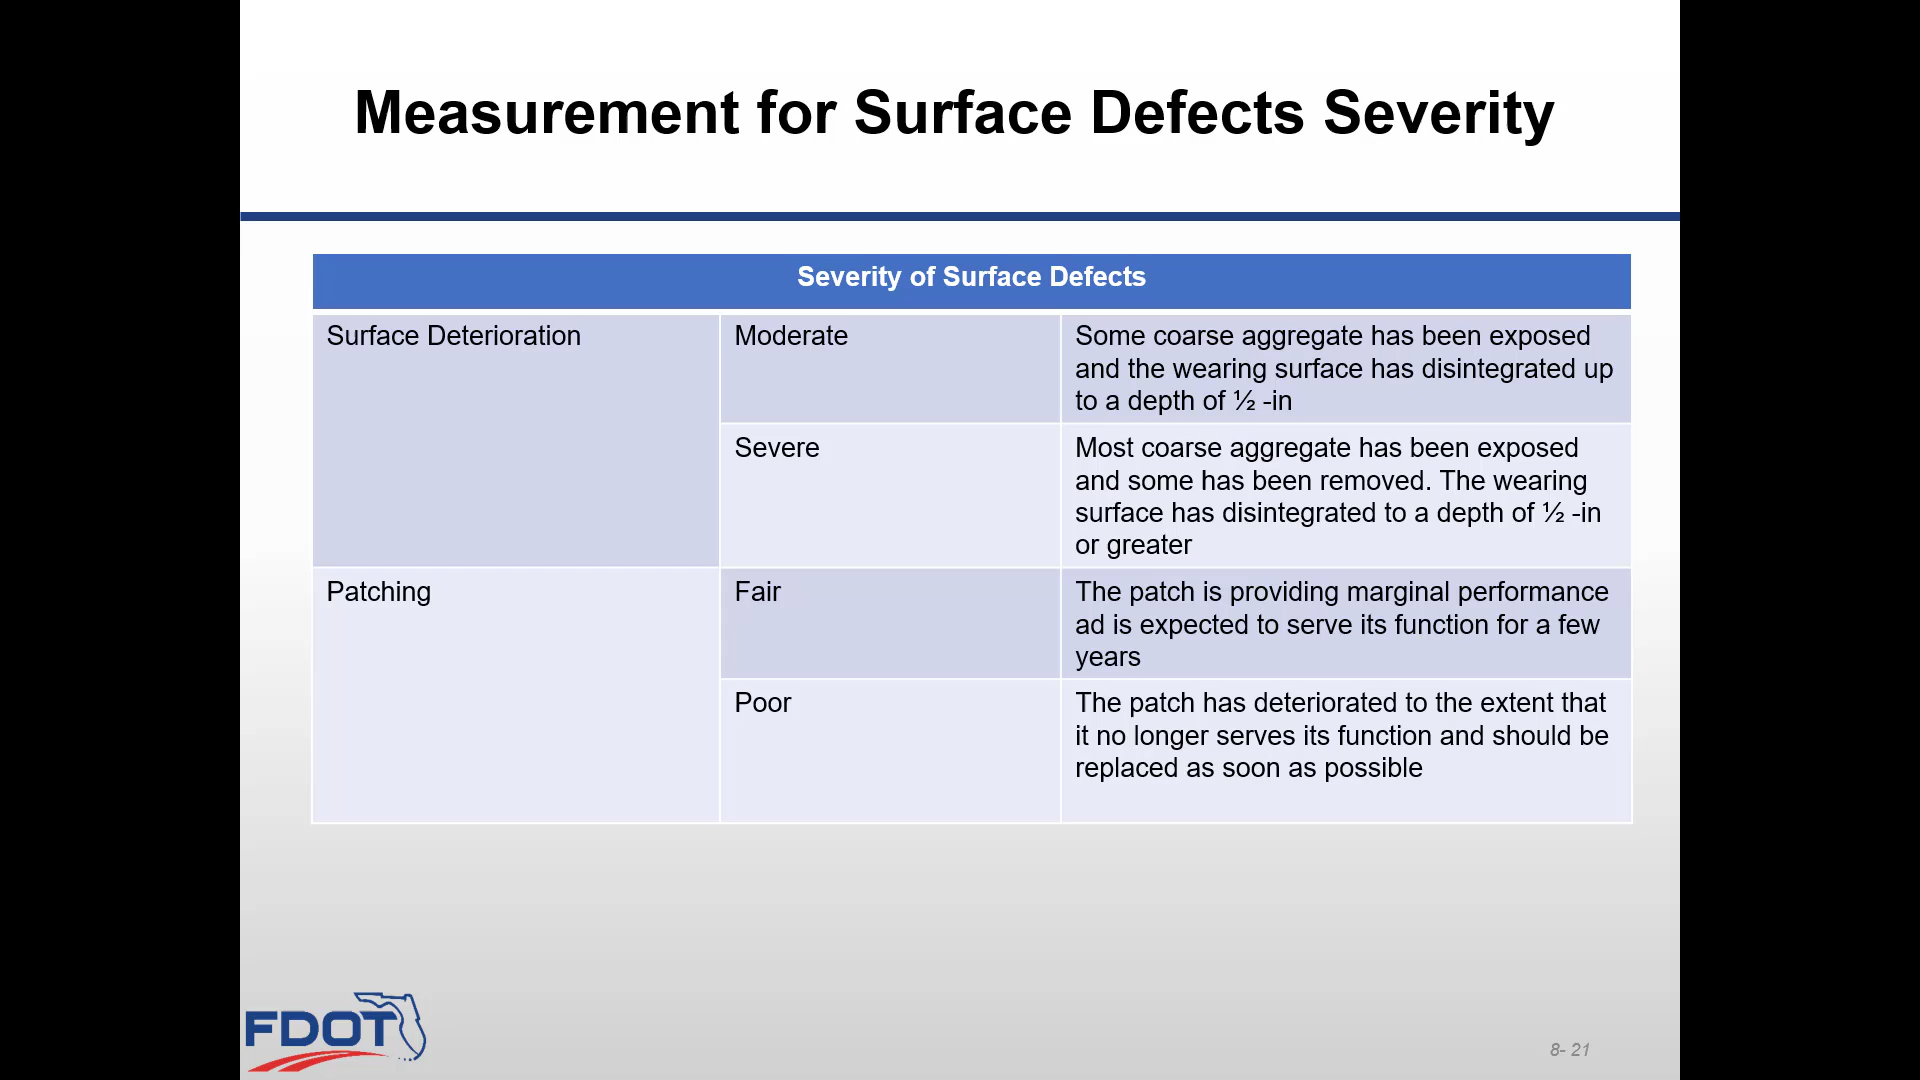 Measurement for Surface Defects Severity
Severity of Surface Defects
Surface Deterioration
Moderate
Some coarse aggregate has been exposed
and the wearing surface has disintegrated up
to a depth of ½ -in
Severe
Most coarse aggregate has been exposed
and some has been removed. The wearing
surface has disintegrated to a depth of ½ -in
or greater
Patching
Fair
The patch is providing marginal performance
ad is expected to serve its function for a few
years
Poor
The patch has deteriorated to the extent that
it no longer serves its function and should be
replaced as soon as possible
FDOT
8- 21